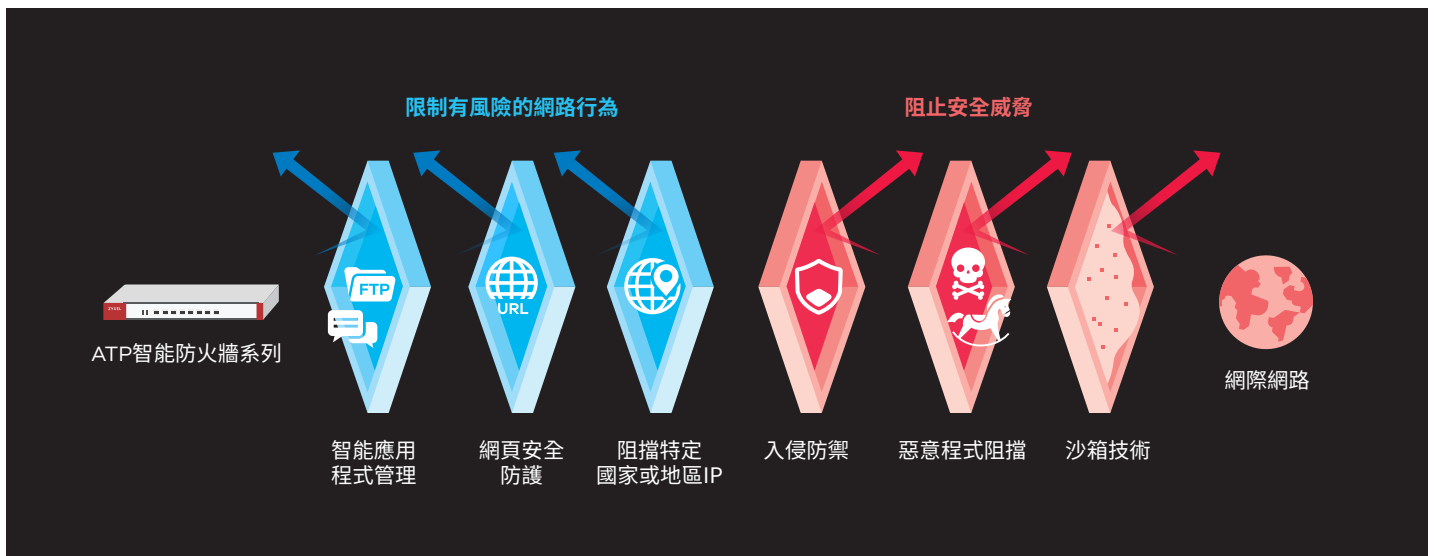 限制有風險的網路行為
阻止安全威脅
FTP
URL
ZYXEL
ATP智能防火牆系列
網際網路
智能應用
程式管理
網頁安全
防護
阻擋特定
國家或地區IP
入侵防禦
惡意程式阻擋
沙箱技術